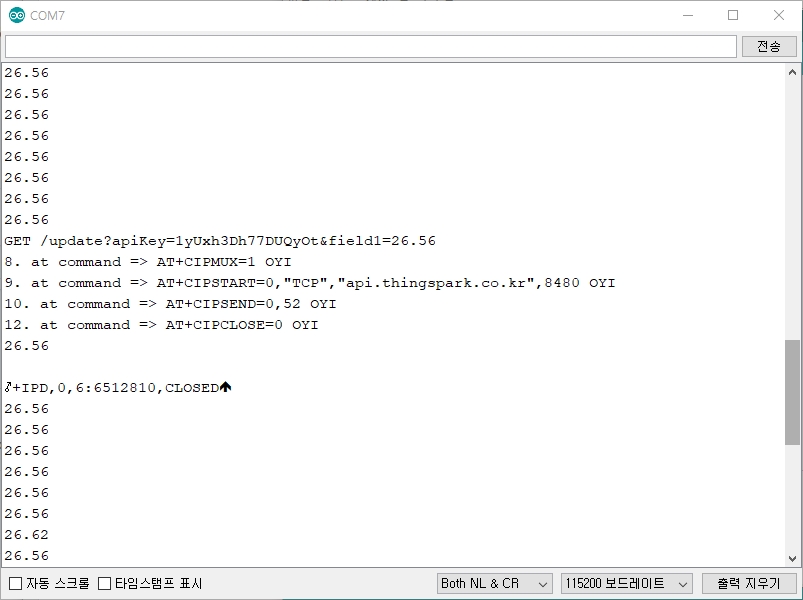 COM7
전송
26.56
26.56
26.56
26.56
26.56
26.56
26.56
26.56
GET /update?apiKey=1yUxh3Dh77DUQyOt&field1=26.56
8. at command => AT+CIPMUX=1 OYI
9. at command => AT+CIPSTART=0,"TCP","api.thingspark.co.kr",8480 OYI
10. at command => AT+CIPSEND=0,52 OYI
12. at command => AT+CIPCLOSE=0 OYI
26.56
+IPD,0,6:6512810,CLOSED
26.56
26.56
26.56
26.56
26.56
26.56
26.62
26.56
자동 스크롤 타임스탬프 표시 Both NL & CR 115200 보드레이트 출력 지우기